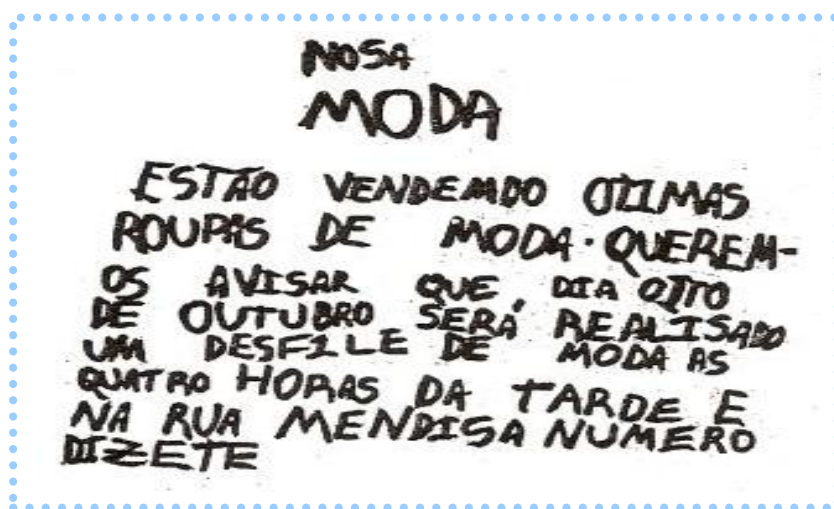 NOSA
MODA
ESTAO VENDEMDO OTIMAS
ROUPAS DE MODA. QUEREM-
OS AVISAR QUE, DIA OITO
DE OUTUBRO SERÁ REALISADO
UM DESFILE DE MODA AS
QUATRO HORAS DA TARDE E
NA RUA MENDISA NUMERO
DIZETE